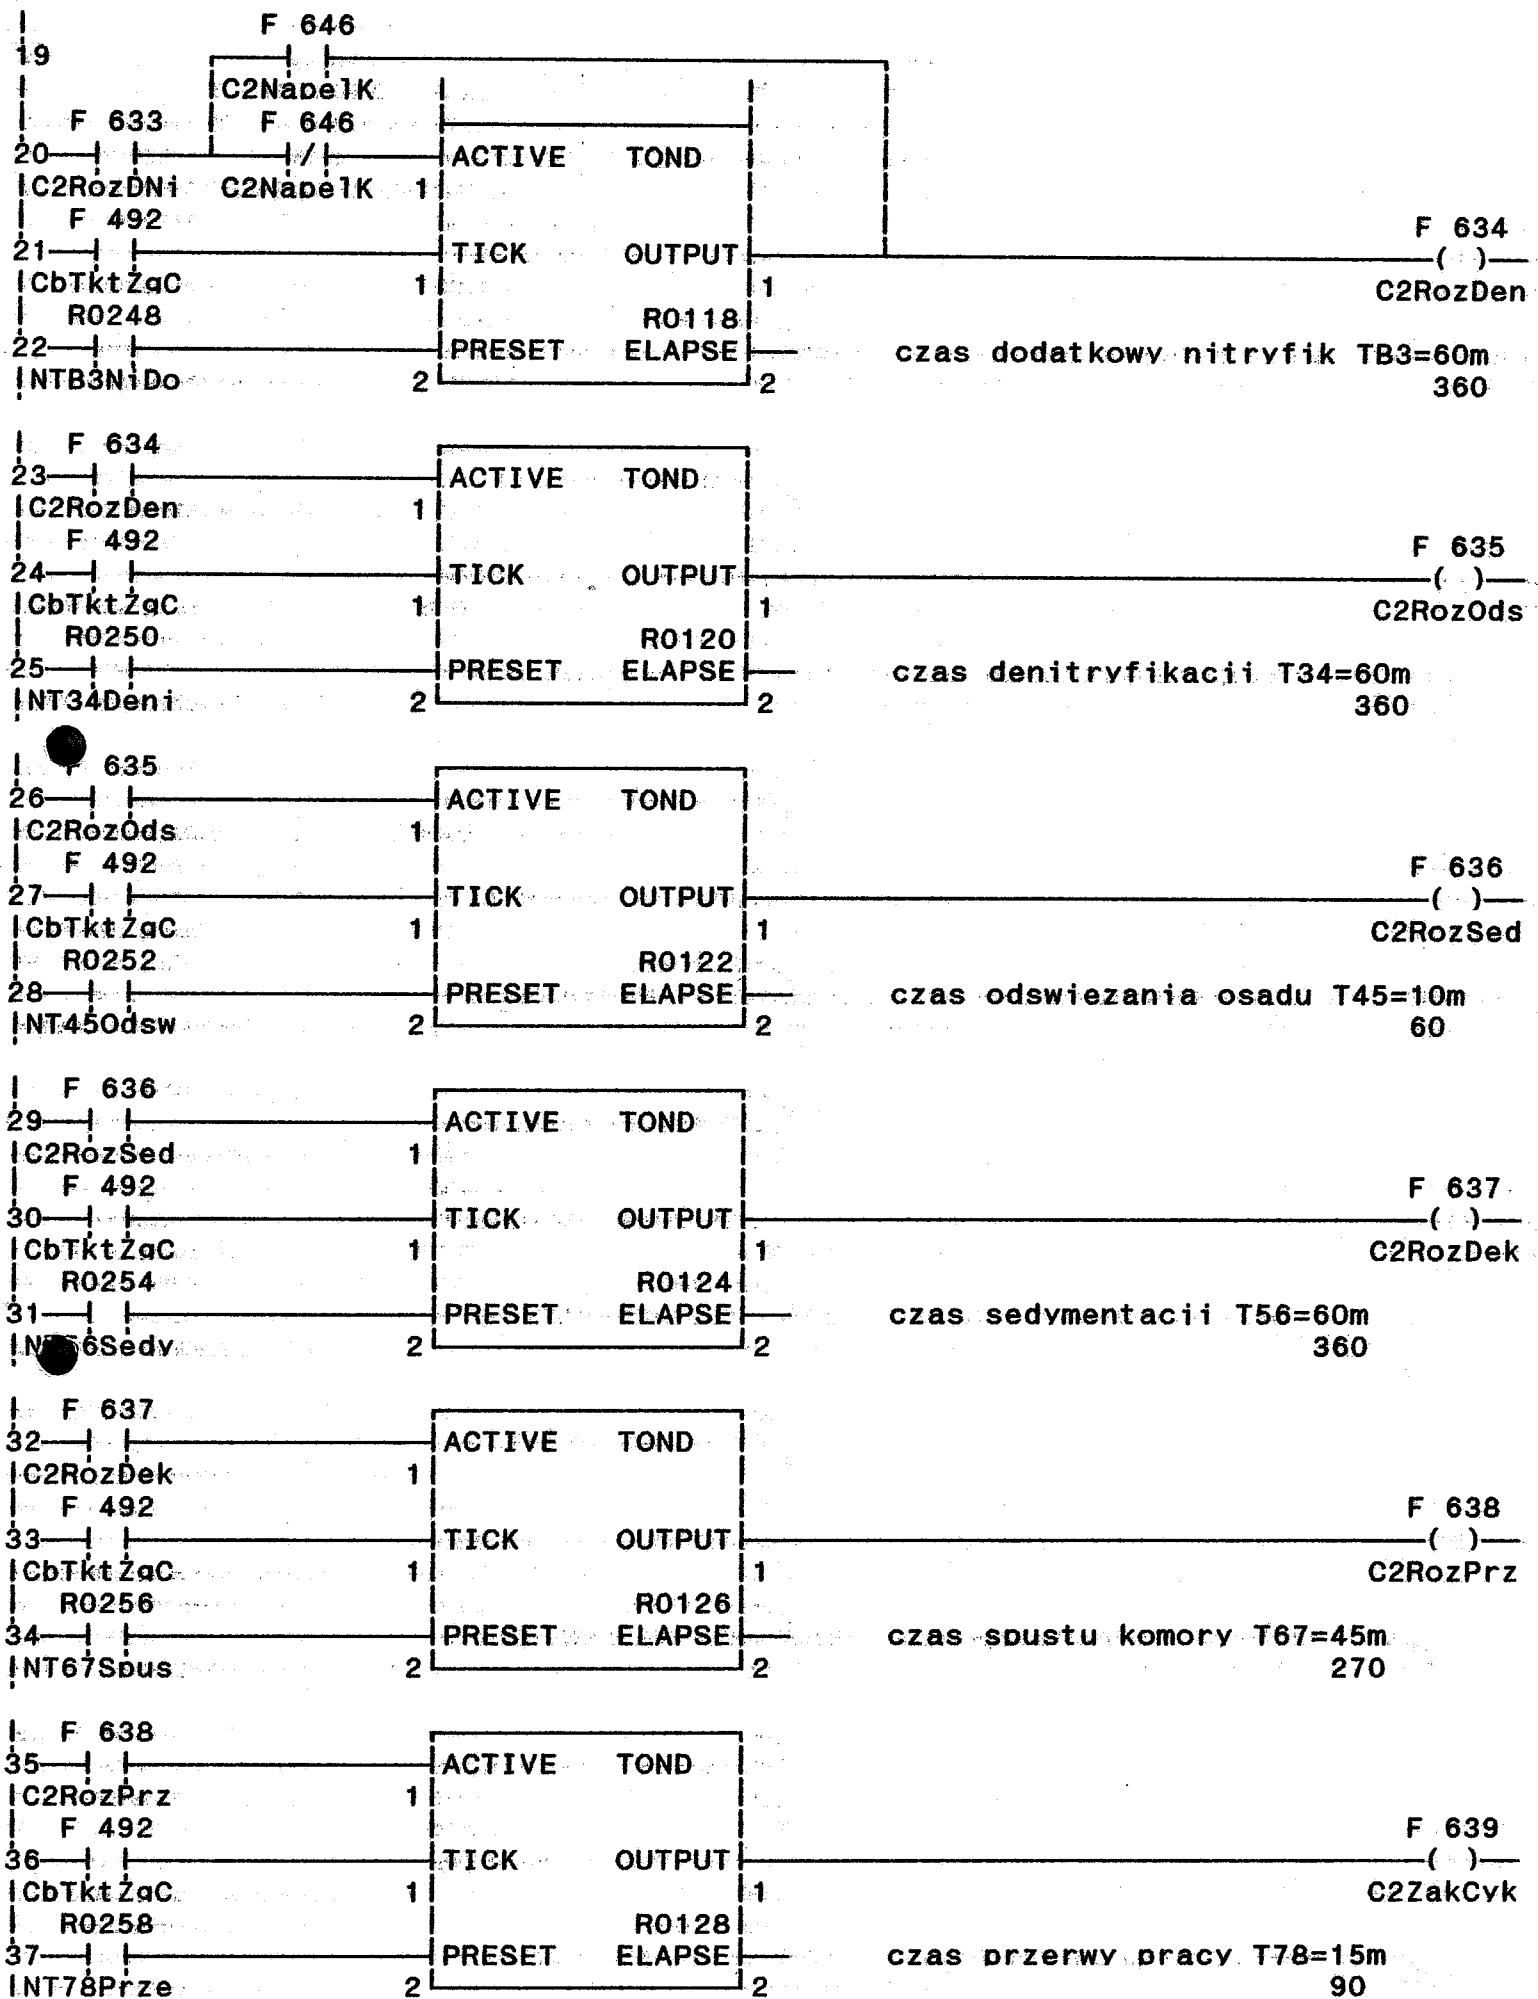 F 646
19
C2NapelK
F 633 F 646
20 ACTIVE TOND
C2RozDNi C2NapelK 1
F 492 F 634
21 TICK OUTPUT ( )
CbTktZgC 1 1 C2RozDen
R0248 R0118
22 PRESET ELAPSE czas dodatkowy nitryfik TB3=60m
NTB3NiDo 2 2 360
F 634
23 ACTIVE TOND
C2RozDen 1
F 492 F 635
24 TICK OUTPUT ( )
CbTktZgC 1 1 C2RozOds
R0250 R0120
25 PRESET ELAPSE czas denitryfikacji T34=60m
NT34Deni 2 2 360
F 635
26 ACTIVE TOND
C2RozOds 1
F 492 F 636
27 TICK OUTPUT ( )
CbTktZgC 1 1 C2RozSed
R0252 R0122
28 PRESET ELAPSE czas odswiezania osadu T45=10m
NT45Odsw 2 2 60
F 636
29 ACTIVE TOND
C2RozSed 1
F 492 F 637
30 TICK OUTPUT ( )
CbTktZgC 1 1 C2RozDek
R0254 R0124
31 PRESET ELAPSE czas sedymentacji T56=60m
2 2 360
F 637
32 ACTIVE TOND
C2RozDek 1
F 492 F 638
33 TICK OUTPUT ( )
CbTktZgC 1 1 C2RozPrz
R0256 R0126
34 PRESET ELAPSE czas spustu komory T67=45m
NT67Spus 2 2 270
F 638
35 ACTIVE TOND
C2RozPrz 1
F 492 F 639
36 TICK OUTPUT ( )
CbTktZgC 1 1 C2ZakCyk
R0258 R0128
37 PRESET ELAPSE czas przerwy pracy T78=15m
NT78Prze 2 2 90